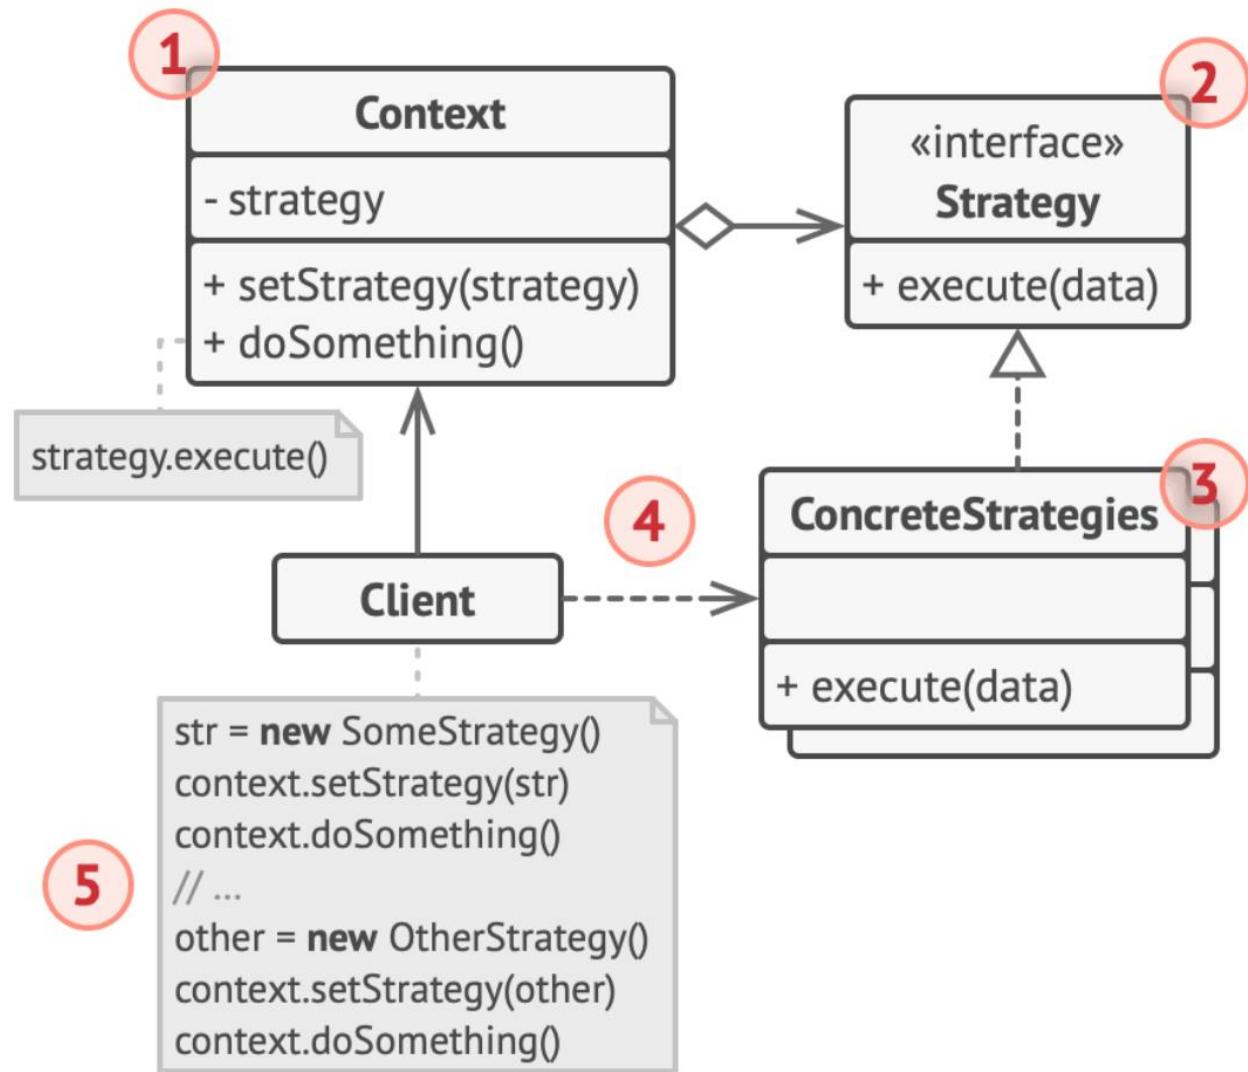 1
Context
- strategy
+ setStrategy(strategy)
+ doSomething()
strategy.execute()
2
«interface»
Strategy
+ execute(data)
3
ConcreteStrategies
+ execute(data)
4
Client
5
str = new SomeStrategy()
context.setStrategy(str)
context.doSomething()
// ...
other = new OtherStrategy()
context.setStrategy(other)
context.doSomething()